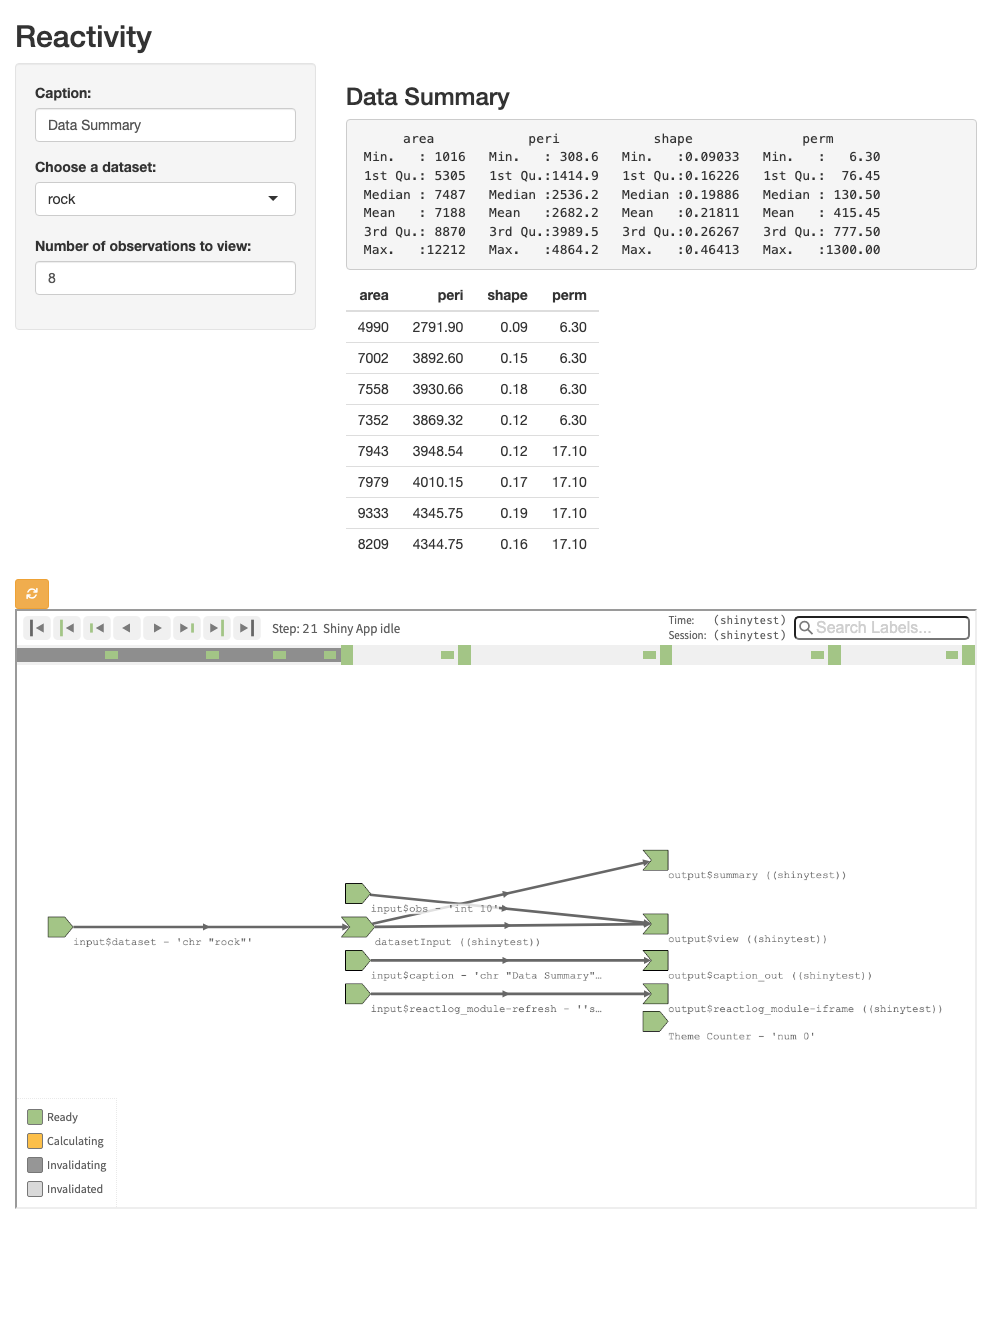 Reactivity
Caption:
Data Summary
Choose a dataset:
rock
Number of observations to view:
8
Data Summary
area peri shape perm
Min. : 1016 Min. : 308.6 Min. :0.09033 Min. : 6.30
1st Qu.: 5305 1st Qu.:1414.9 1st Qu.:0.16226 1st Qu.: 76.45
Median : 7487 Median :2536.2 Median :0.19886 Median : 130.50
Mean : 7188 Mean :2682.2 Mean :0.21811 Mean : 415.45
3rd Qu.: 8870 3rd Qu.:3989.5 3rd Qu.:0.26267 3rd Qu.: 777.50
Max. :12212 Max. :4864.2 Max. :0.46413 Max. :1300.00
area peri shape perm
4990 2791.90 0.09 6.30
7002 3892.60 0.15 6.30
7558 3930.66 0.18 6.30
7352 3869.32 0.12 6.30
7943 3948.54 0.12 17.10
7979 4010.15 0.17 17.10
9333 4345.75 0.19 17.10
8209 4344.75 0.16 17.10
Step: 21 Shiny App idle
Time: (shinytest)
Session: (shinytest)
Search Labels...
output$summary ((shinytest))
input$obs - 'int 10'
input$dataset - 'chr "rock"'
datasetInput ((shinytest))
output$view ((shinytest))
input$caption - 'chr "Data Summary"…
output$caption_out ((shinytest))
input$reactlog_module-refresh - ''s…
output$reactlog_module-iframe ((shinytest))
Theme Counter - 'num 0'
Ready
Calculating
Invalidating
Invalidated